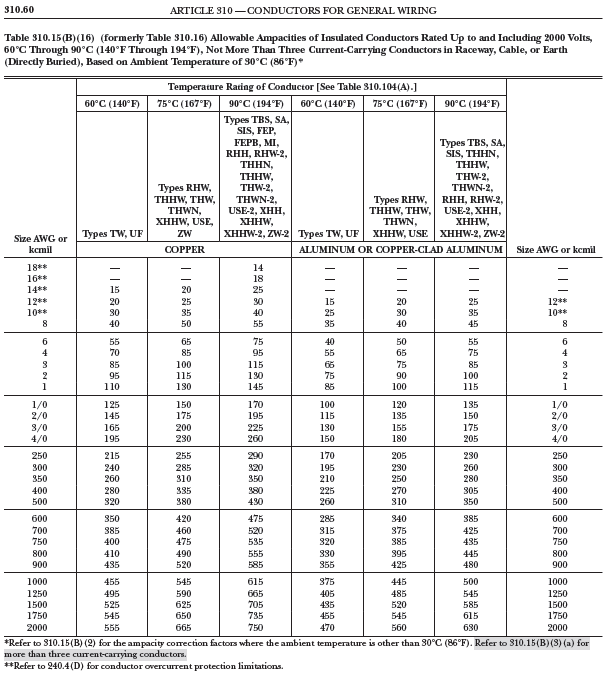 310.60 ARTICLE 310 — CONDUCTORS FOR GENERAL WIRING
Table 310.15(B)(16) (formerly Table 310.16) Allowable Ampacities of Insulated Conductors Rated Up to and Including 2000 Volts,
60°C Through 90°C (140°F Through 194°F), Not More Than Three Current-Carrying Conductors in Raceway, Cable, or Earth
(Directly Buried), Based on Ambient Temperature of 30°C (86°F)*
Temperature Rating of Conductor [See Table 310.104(A).]
60°C (140°F) 75°C (167°F) 90°C (194°F) 60°C (140°F) 75°C (167°F) 90°C (194°F)
Types TW, UF
Types RHW,
THHW, THW,
THWN,
XHHW, USE,
ZW
Types TBS, SA,
SIS, FEP,
FEPB, MI,
RHH, RHW-2,
THHN,
THHW,
THW-2,
THWN-2,
USE-2, XHH,
XHHW,
XHHW-2, ZW-2
Types TW, UF
Types RHW,
THHW, THW,
THWN,
XHHW, USE
Types TBS, SA,
SIS, THHN,
THHW,
THW-2,
THWN-2,
RHH, RHW-2,
USE-2, XHH,
XHHW,
XHHW-2, ZW-2
Size AWG or
kcmil
COPPER ALUMINUM OR COPPER-CLAD ALUMINUM Size AWG or kcmil
18** — — 14 — — — —
16** — — 18 — — — —
14** 15 20 25 — — — —
12** 20 25 30 15 20 25 12**
10** 30 35 40 25 30 35 10**
8 40 50 55 35 40 45 8
6 55 65 75 40 50 55 6
4 70 85 95 55 65 75 4
3 85 100 115 65 75 85 3
2 95 115 130 75 90 100 2
1 110 130 145 85 100 115 1
1/0 125 150 170 100 120 135 1/0
2/0 145 175 195 115 135 150 2/0
3/0 165 200 225 130 155 175 3/0
4/0 195 230 260 150 180 205 4/0
250 215 255 290 170 205 230 250
300 240 285 320 195 230 260 300
350 260 310 350 210 250 280 350
400 280 335 380 225 270 305 400
500 320 380 430 260 310 350 500
600 350 420 475 285 340 385 600
700 385 460 520 315 375 425 700
750 400 475 535 320 385 435 750
800 410 490 555 330 395 445 800
900 435 520 585 355 425 480 900
1000 455 545 615 375 445 500 1000
1250 495 590 665 405 485 545 1250
1500 525 625 705 435 520 585 1500
1750 545 650 735 455 545 615 1750
2000 555 665 750 470 560 630 2000
*Refer to 310.15(B)(2) for the ampacity correction factors where the ambient temperature is other than 30°C (86°F). Refer to 310.15(B)(3)(a) for
more than three current-carrying conductors.
**Refer to 240.4(D) for conductor overcurrent protection limitations.